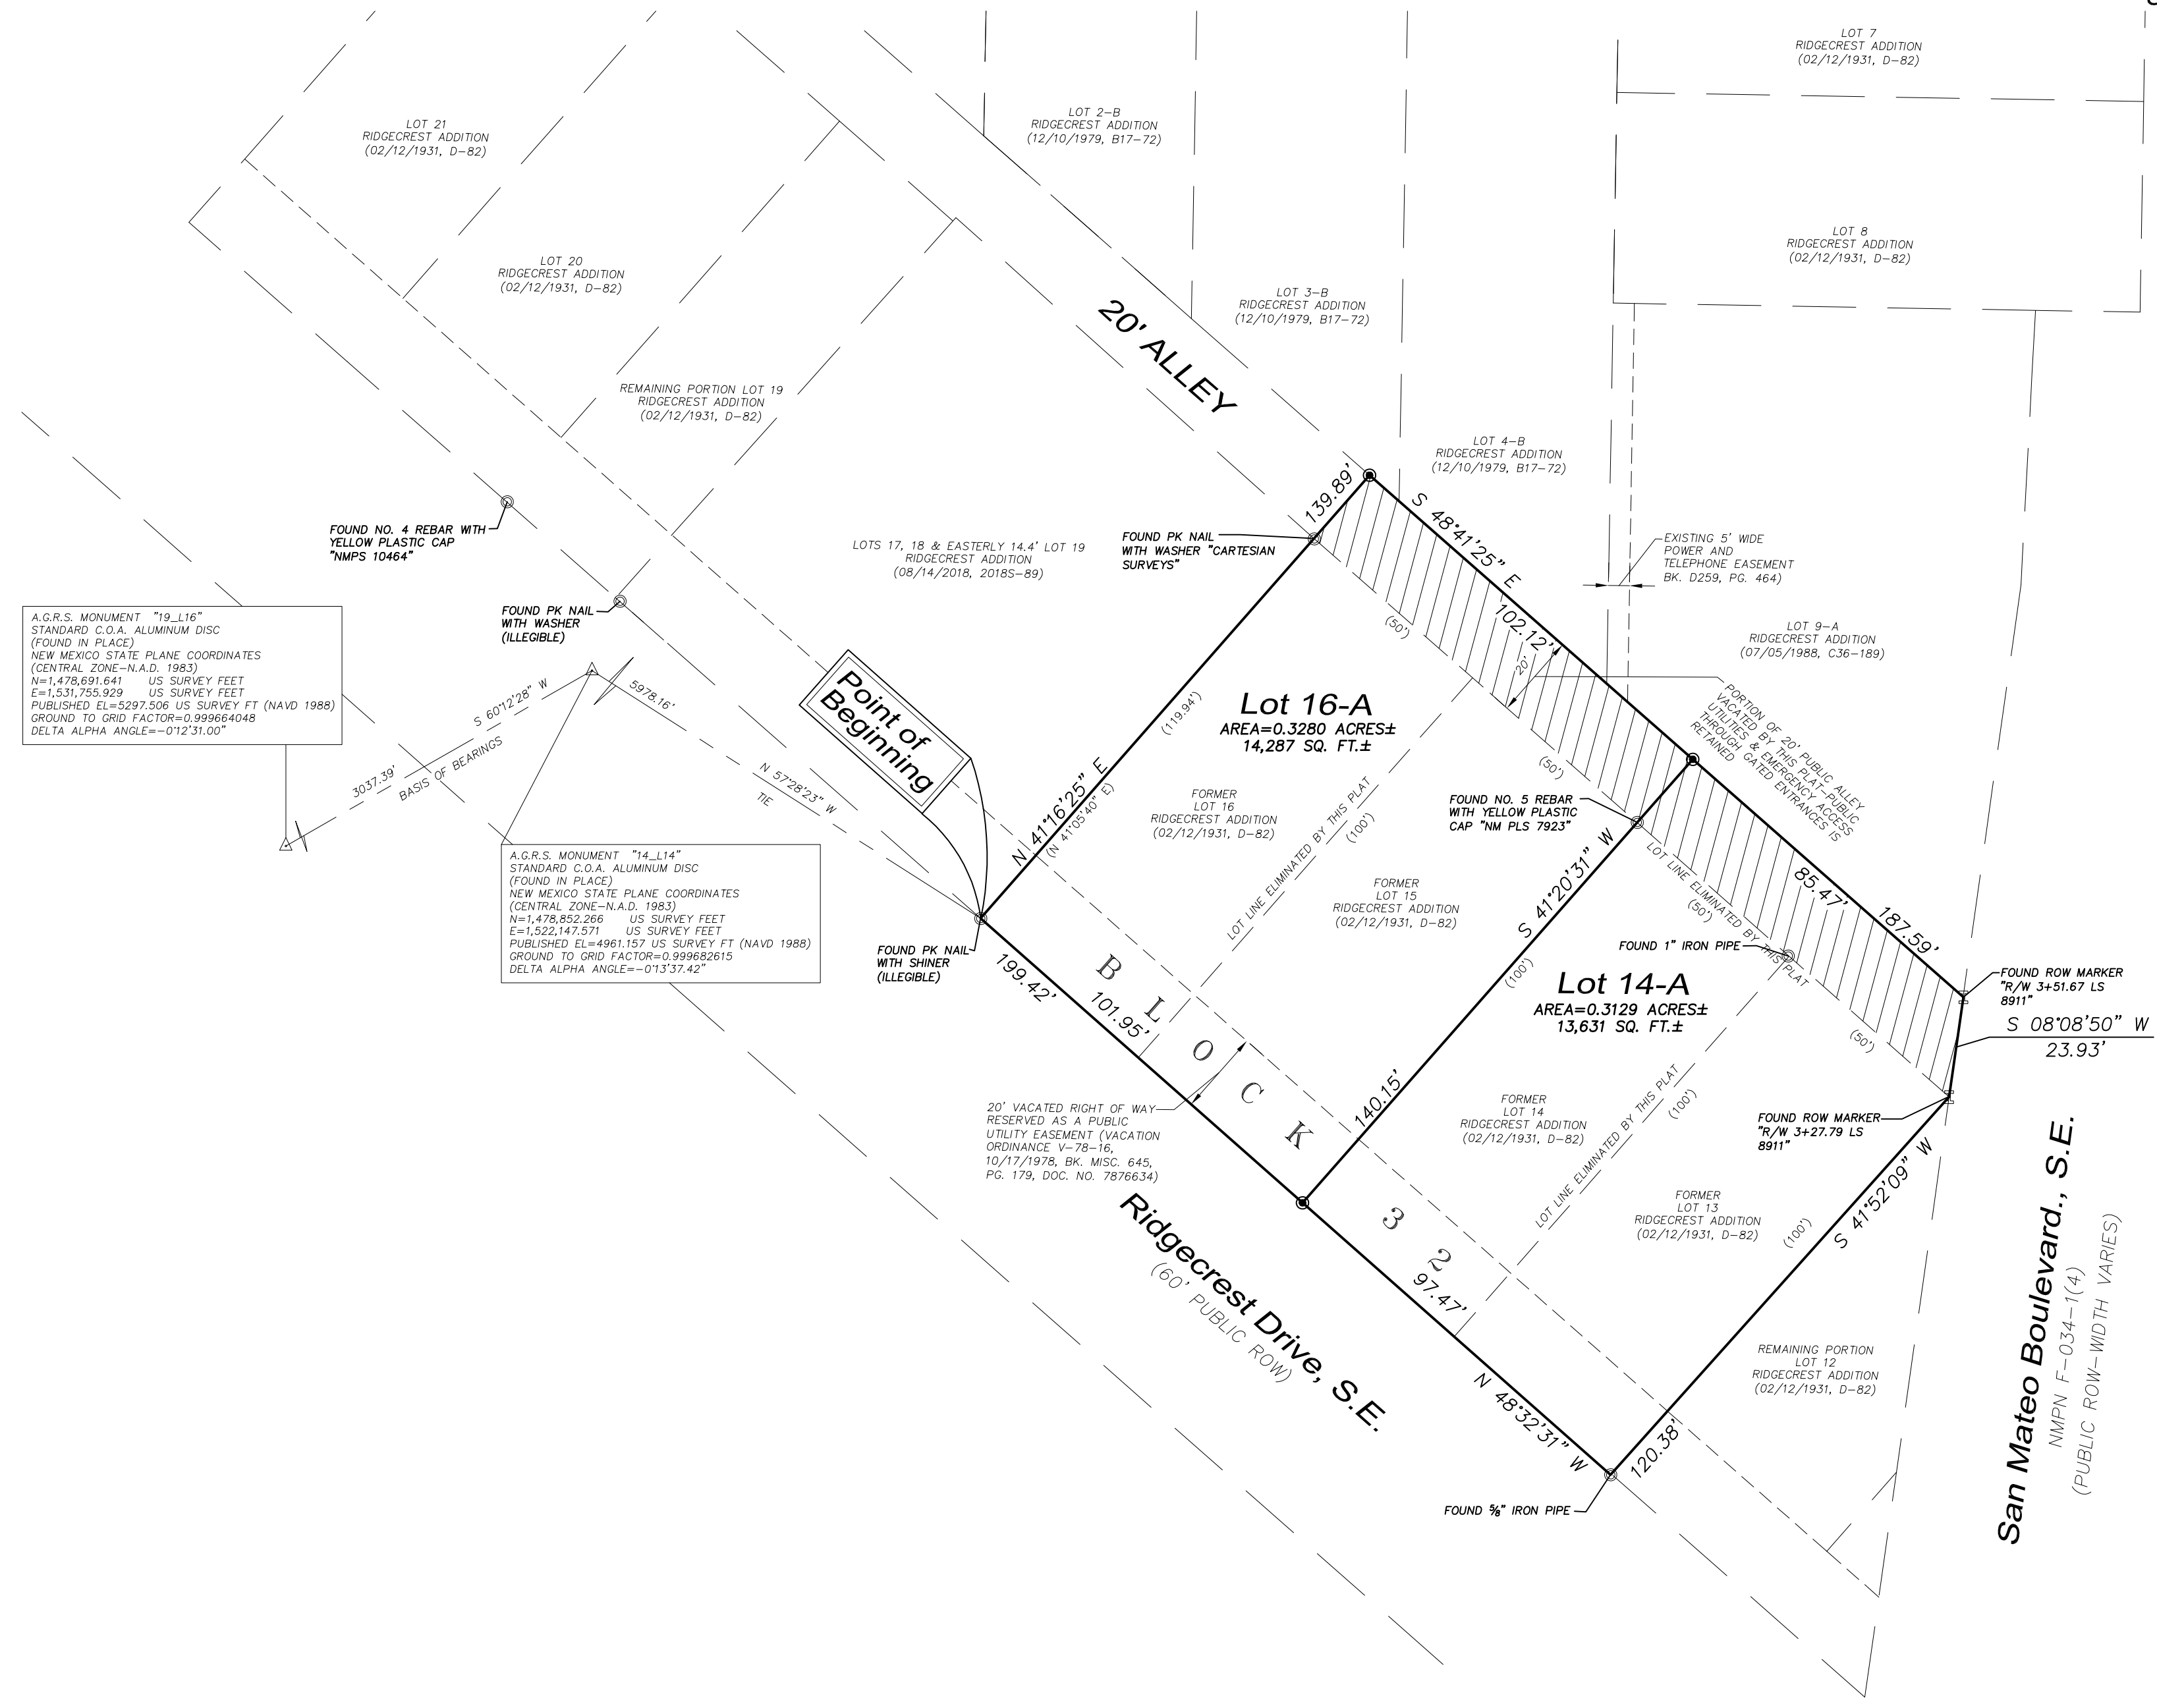 LOT 7
RIDGECREST ADDITION
(02/12/1931, D-82)
LOT 21
RIDGECREST ADDITION
(02/12/1931, D-82)
LOT 2-B
RIDGECREST ADDITION
(12/10/1979, B17-72)
LOT 20
RIDGECREST ADDITION
(02/12/1931, D-82)
LOT 8
RIDGECREST ADDITION
(02/12/1931, D-82)
LOT 3-B
RIDGECREST ADDITION
(12/10/1979, B17-72)
20' ALLEY
REMAINING PORTION LOT 19
RIDGECREST ADDITION
(02/12/1931, D-82)
LOT 4-B
RIDGECREST ADDITION
(12/10/1979, B17-72)
FOUND NO. 4 REBAR WITH
YELLOW PLASTIC CAP
"NMPS 10464"
LOTS 17, 18 & EASTERLY 14.4' LOT 19
RIDGECREST ADDITION
(08/14/2018, 2018S-89)
FOUND PK NAIL
WITH WASHER "CARTESIAN
SURVEYS"
139.89'
S 48°41'25" E
102.12'
(50')
20'
(50')
EXISTING 5' WIDE
POWER AND
TELEPHONE EASEMENT
BK. D259, PG. 464)
LOT 9-A
RIDGECREST ADDITION
(07/05/1988, C36-189)
A.G.R.S. MONUMENT "19_L16"
STANDARD C.O.A. ALUMINUM DISC
(FOUND IN PLACE)
NEW MEXICO STATE PLANE COORDINATES
(CENTRAL ZONE-N.A.D. 1983)
N=1,478,691.641 US SURVEY FEET
E=1,531,755.929 US SURVEY FEET
PUBLISHED EL=5297.506 US SURVEY FT (NAVD 1988)
GROUND TO GRID FACTOR=0.999664048
DELTA ALPHA ANGLE=-0°12'31.00"
FOUND PK NAIL
WITH WASHER
(ILLEGIBLE)
S 60°12'28" W
3037.39'
BASIS OF BEARINGS
5978.16'
N 57°28'23" W
TIE
Point of
Beginning
(119.94')
N 41°16'25" E
(N 41°05'40" E)
Lot 16-A
AREA=0.3280 ACRES±
14,287 SQ. FT.±
PORTION OF 20' PUBLIC ALLEY
VACATED BY THIS PLAT-PUBLIC
UTILITIES & EMERGENCY ACCESS
THROUGH GATED ENTRANCES IS
RETAINED
FORMER
LOT 16
RIDGECREST ADDITION
(02/12/1931, D-82)
LOT LINE ELIMINATED BY THIS PLAT
(100')
FOUND NO. 5 REBAR
WITH YELLOW PLASTIC
CAP "NM PLS 7923"
A.G.R.S. MONUMENT "14_L14"
STANDARD C.O.A. ALUMINUM DISC
(FOUND IN PLACE)
NEW MEXICO STATE PLANE COORDINATES
(CENTRAL ZONE-N.A.D. 1983)
N=1,478,852.266 US SURVEY FEET
E=1,522,147.571 US SURVEY FEET
PUBLISHED EL=4961.157 US SURVEY FT (NAVD 1988)
GROUND TO GRID FACTOR=0.999682615
DELTA ALPHA ANGLE=-0°13'37.42"
FORMER
LOT 15
RIDGECREST ADDITION
(02/12/1931, D-82)
S 41°20'31" W
(100')
140.15'
LOT LINE ELIMINATED BY THIS PLAT
(50')
85.47'
187.59'
FOUND 1" IRON PIPE
(50')
FOUND PK NAIL
WITH SHINER
(ILLEGIBLE)
199.42'
101.95'
BLOCK 32
Lot 14-A
AREA=0.3129 ACRES±
13,631 SQ. FT.±
FOUND ROW MARKER
"R/W 3+51.67 LS
8911"
S 08°08'50" W
23.93'
20' VACATED RIGHT OF WAY
RESERVED AS A PUBLIC
UTILITY EASEMENT (VACATION
ORDINANCE V-78-16,
10/17/1978, BK. MISC. 645,
PG. 179, DOC. NO. 7876634)
FORMER
LOT 14
RIDGECREST ADDITION
(02/12/1931, D-82)
LOT LINE ELIMINATED BY THIS PLAT
(100')
FOUND ROW MARKER
"R/W 3+27.79 LS
8911"
FORMER
LOT 13
RIDGECREST ADDITION
(02/12/1931, D-82)
S 41°52'09" W
(100')
120.38'
Ridgecrest Drive, S.E.
(60' PUBLIC ROW)
97.47'
N 48°32'31" W
REMAINING PORTION
LOT 12
RIDGECREST ADDITION
(02/12/1931, D-82)
FOUND ⅝" IRON PIPE
San Mateo Boulevard., S.E.
NMPN F-034-1(4)
(PUBLIC ROW-WIDTH VARIES)